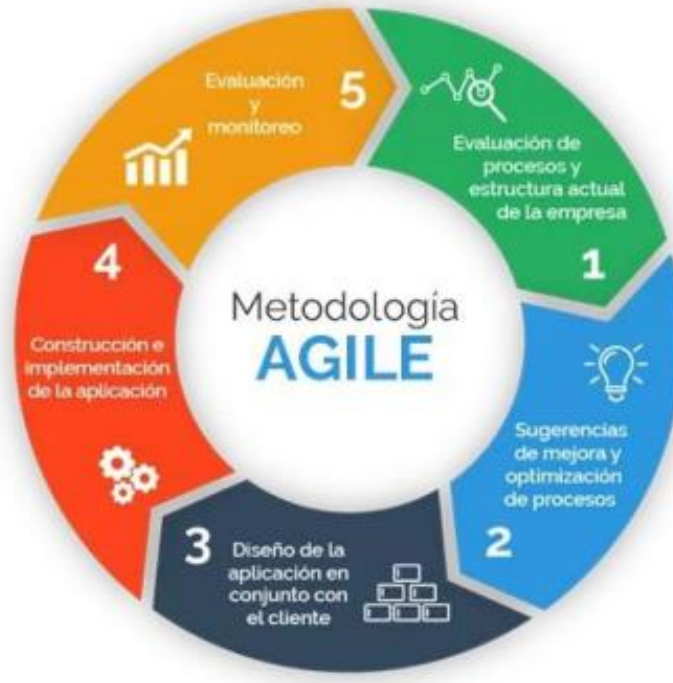 Metodología
AGILE
Evaluación de
procesos y
estructura actual
de la empresa
1
Sugerencias
de mejora y
optimización
de procesos
2
3
Diseño de la
aplicación en
conjunto con
el cliente
4
Construcción e
implementación
de la aplicación
Evaluación
y
monitoreo
5